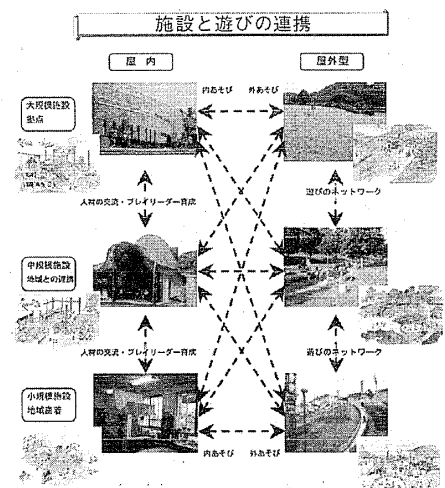 施設と遊びの連携
屋内
屋外型
内あそび 外あそび
大規模施設
拠点
人材の交流・プレイリーダー育成
遊びのネットワーク
中規模施設
地域との連携
人材の交流・プレイリーダー育成
遊びのネットワーク
小規模施設
地域密着
内あそび 外あそび